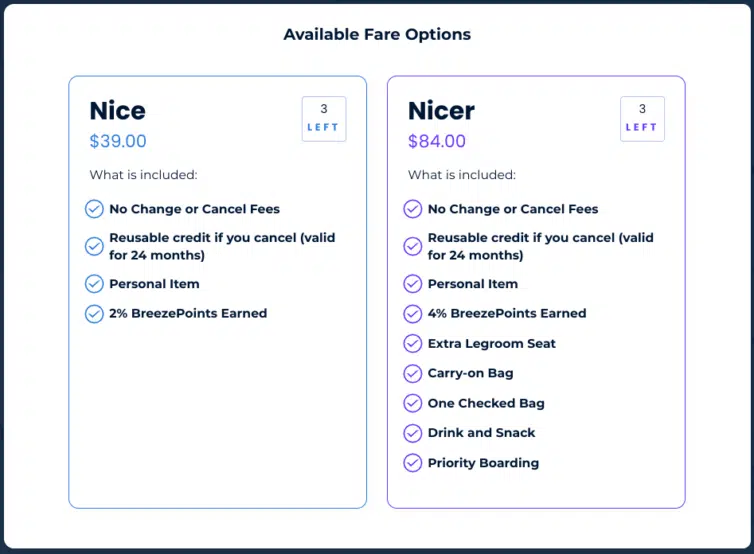 Available Fare Options
Nice
3
LEFT
$39.00
What is included:
No Change or Cancel Fees
Reusable credit if you cancel (valid
for 24 months)
Personal Item
2% BreezePoints Earned
Nicer
3
LEFT
$84.00
What is included:
No Change or Cancel Fees
Reusable credit if you cancel (valid
for 24 months)
Personal Item
4% BreezePoints Earned
Extra Legroom Seat
Carry-on Bag
One Checked Bag
Drink and Snack
Priority Boarding